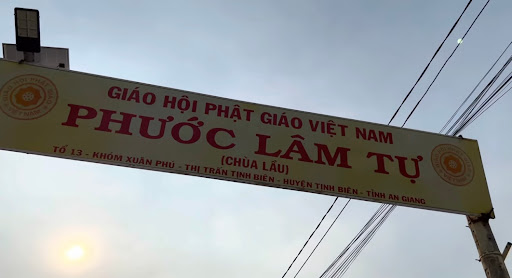 GIÁO HỘI PHẬT GIÁO VIỆT NAM
PHƯỚC LÂM TỰ
(CHÙA LẦU)
TỔ 13 - KHÓM XUÂN PHÚ - THỊ TRẤN TỊNH BIÊN - HUYỆN TỊNH BIÊN - TỈNH AN GIANG